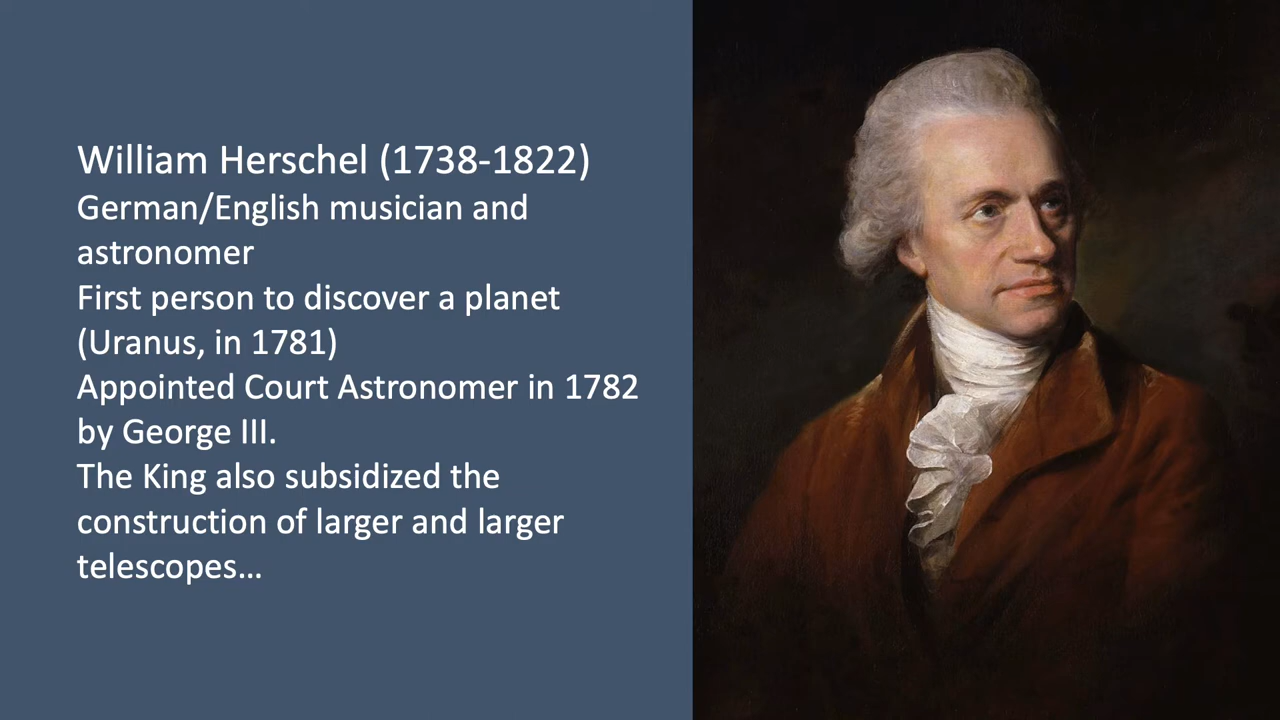 William Herschel (1738-1822)
German/English musician and
astronomer
First person to discover a planet
(Uranus, in 1781)
Appointed Court Astronomer in 1782
by George III.
The King also subsidized the
construction of larger and larger
telescopes…